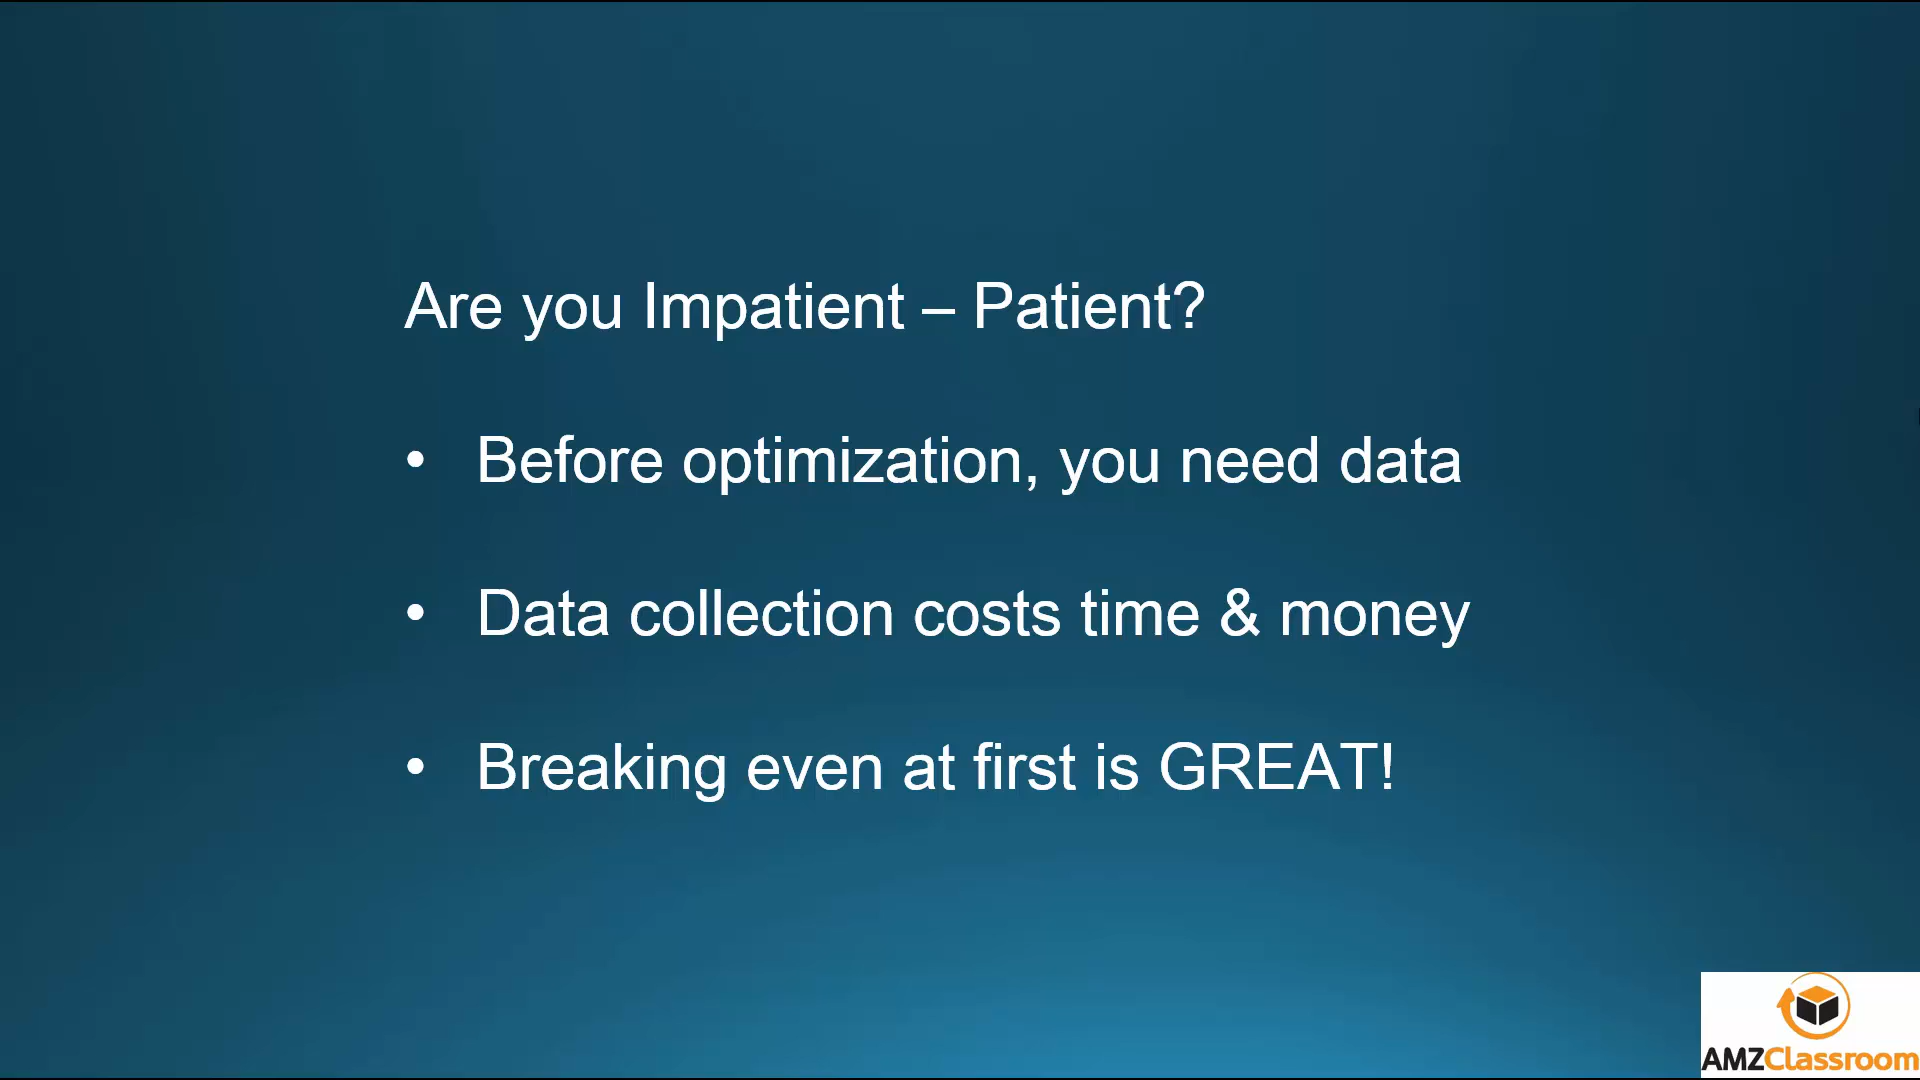 Are you Impatient – Patient?
• Before optimization, you need data
• Data collection costs time & money
• Breaking even at first is GREAT!
AMZClassroom